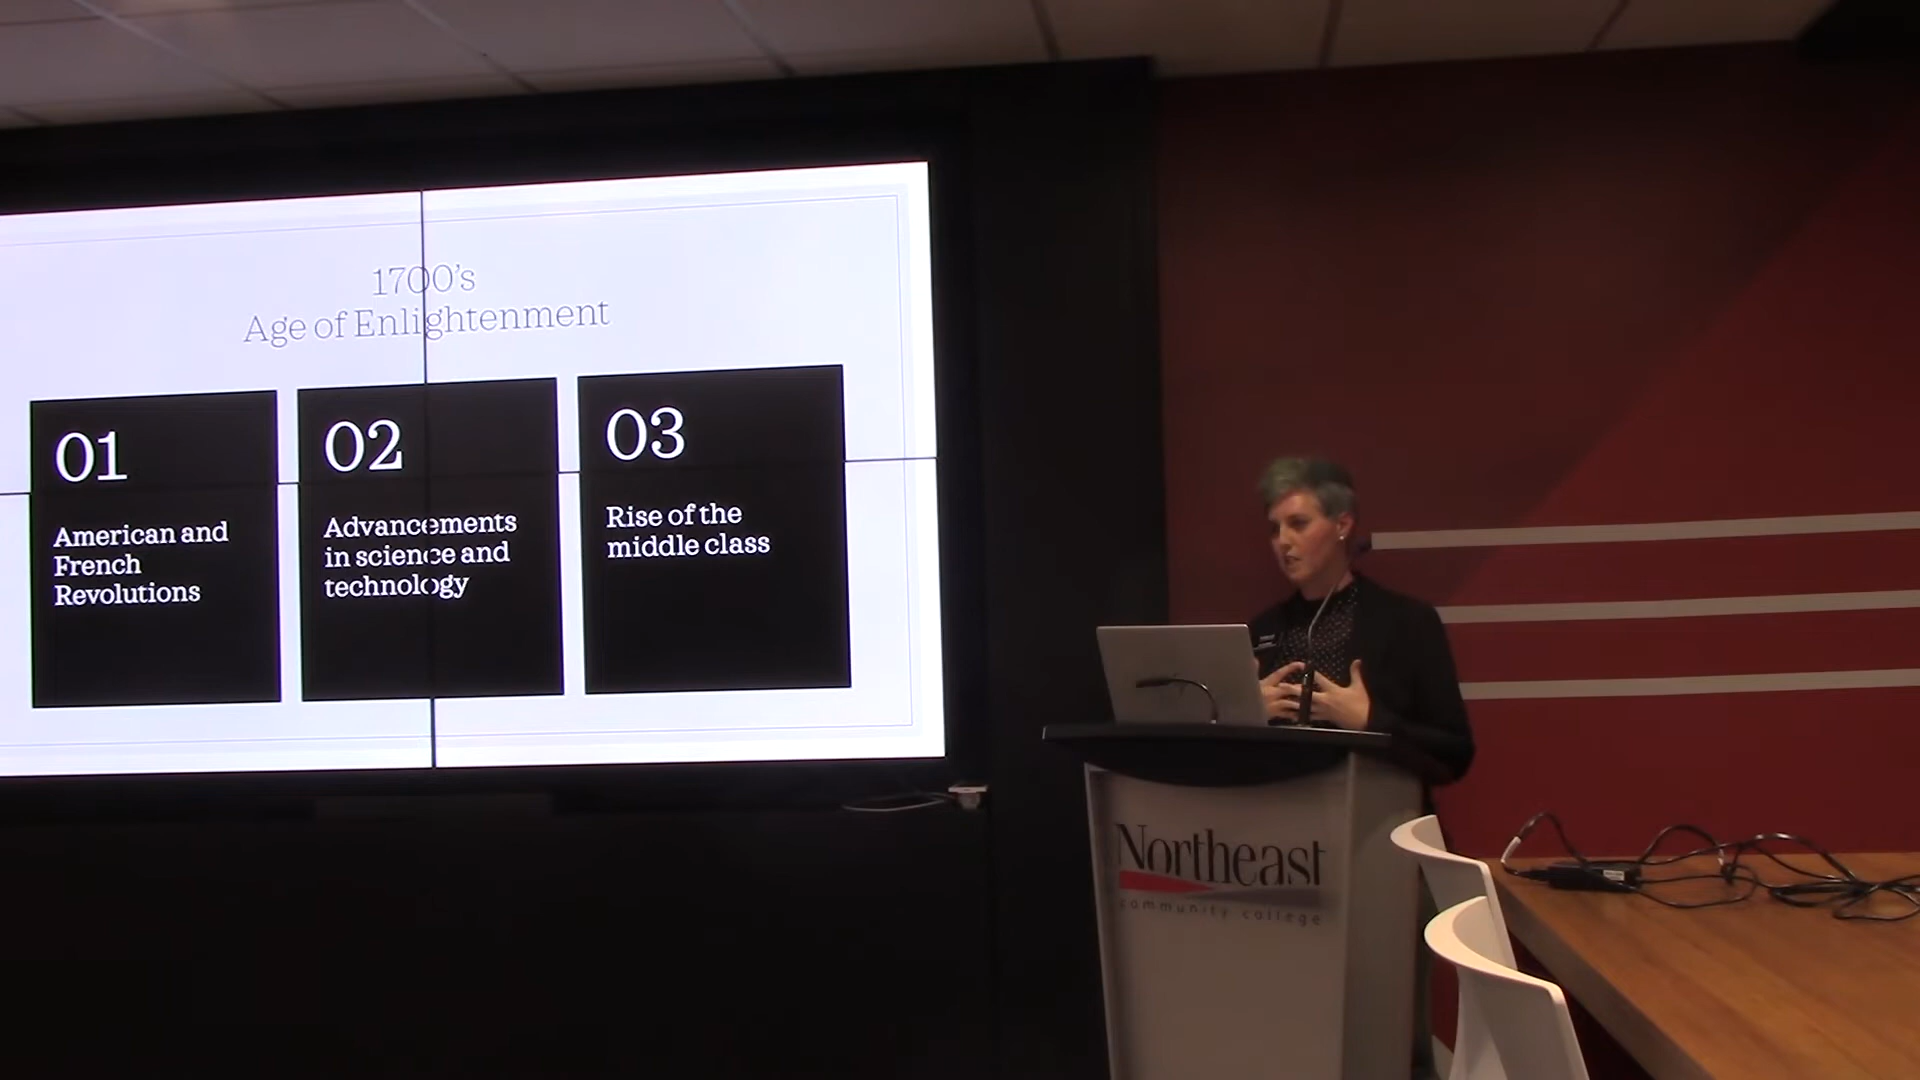 1700's
Age of Enlightenment
01
American and
French
Revolutions
02
Advancements
in science and
technology
03
Rise of the
middle class
Northeast
community college